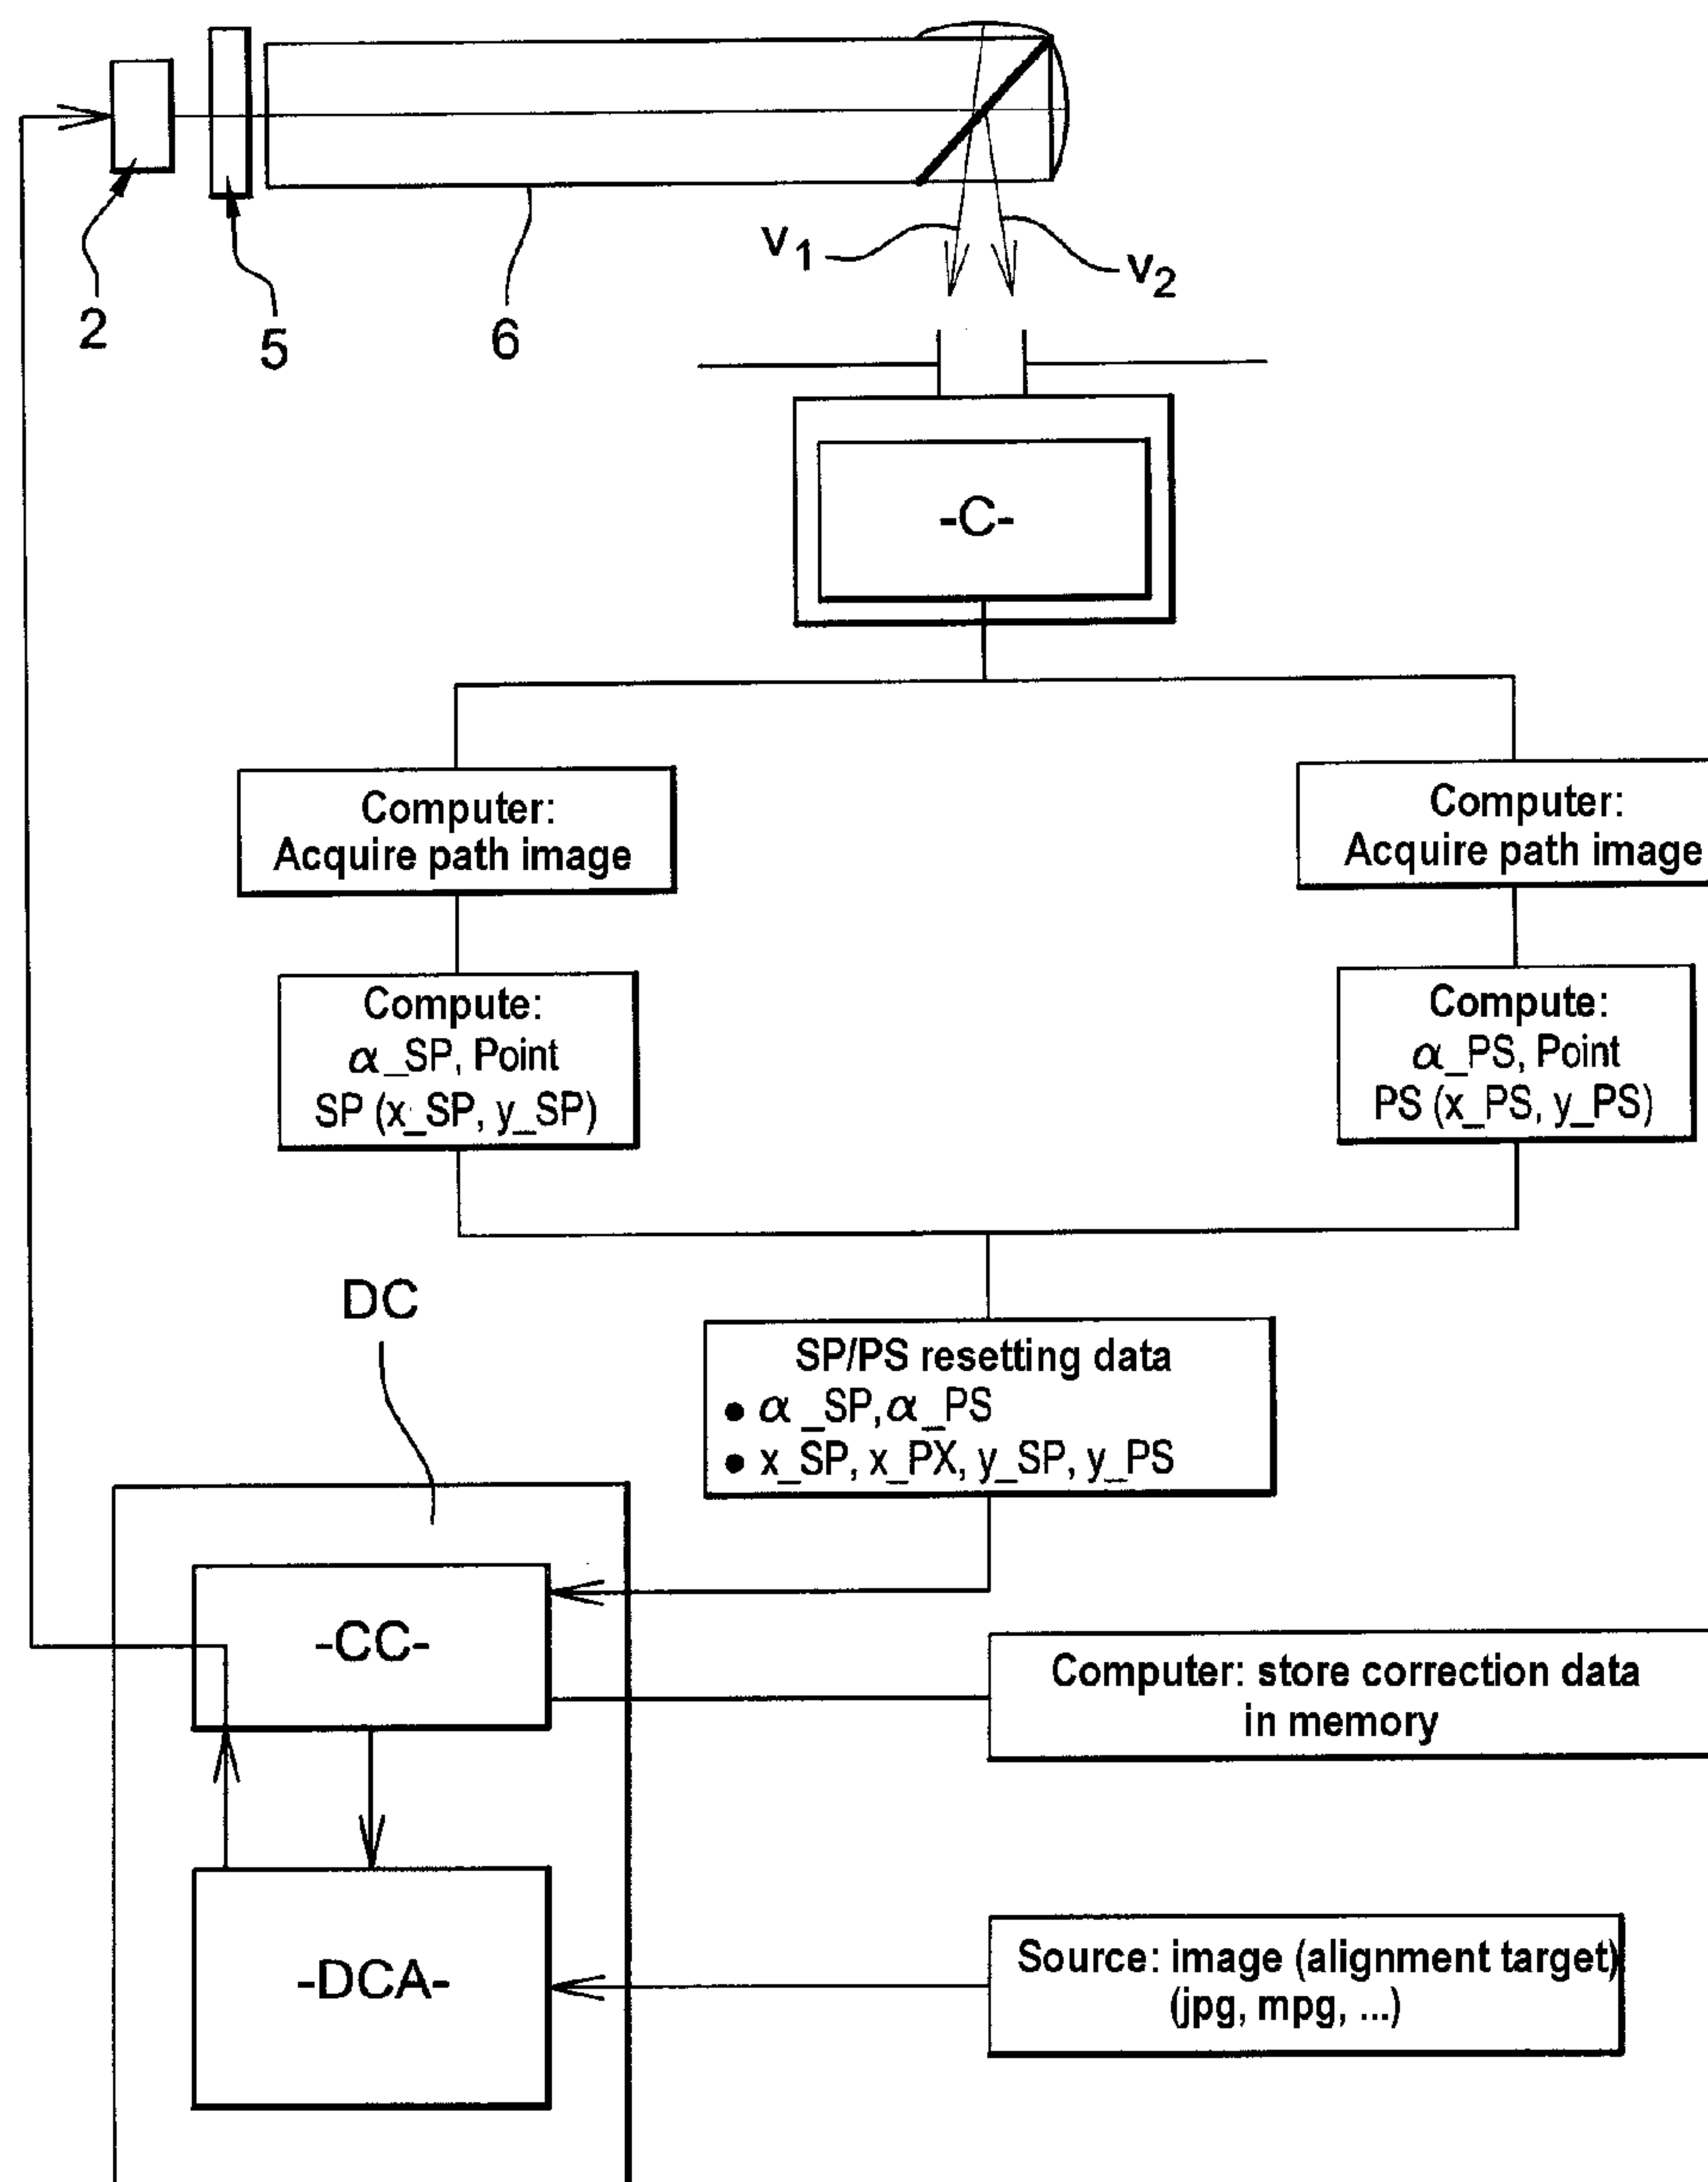 v1
v2
2
5
6
-C-
Computer:
Acquire path image
Computer:
Acquire path image
Compute:
α_SP, Point
SP (x_SP, y_SP)
Compute:
α_PS, Point
PS (x_PS, y_PS)
DC
SP/PS resetting data
• α_SP, α_PS
• x_SP, x_PX, y_SP, y_PS
-CC-
Computer: store correction data
in memory
-DCA-
Source: image (alignment target)
(jpg, mpg, ...)